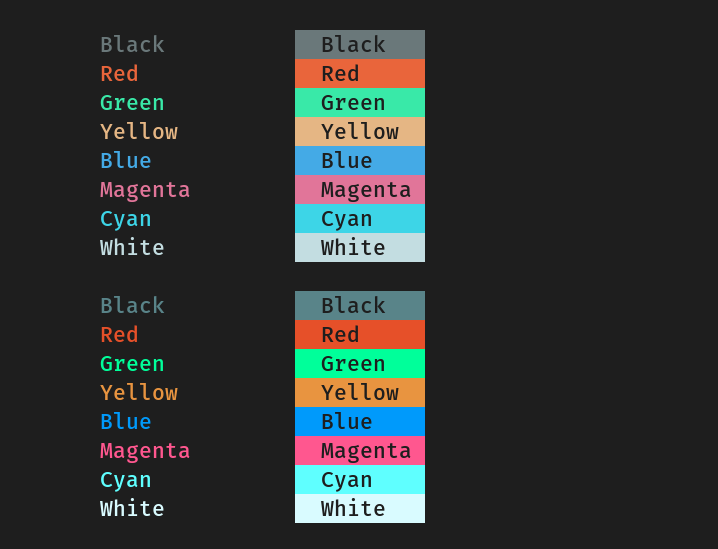 Black Black
Red Red
Green Green
Yellow Yellow
Blue Blue
Magenta Magenta
Cyan Cyan
White White
Black Black
Red Red
Green Green
Yellow Yellow
Blue Blue
Magenta Magenta
Cyan Cyan
White White